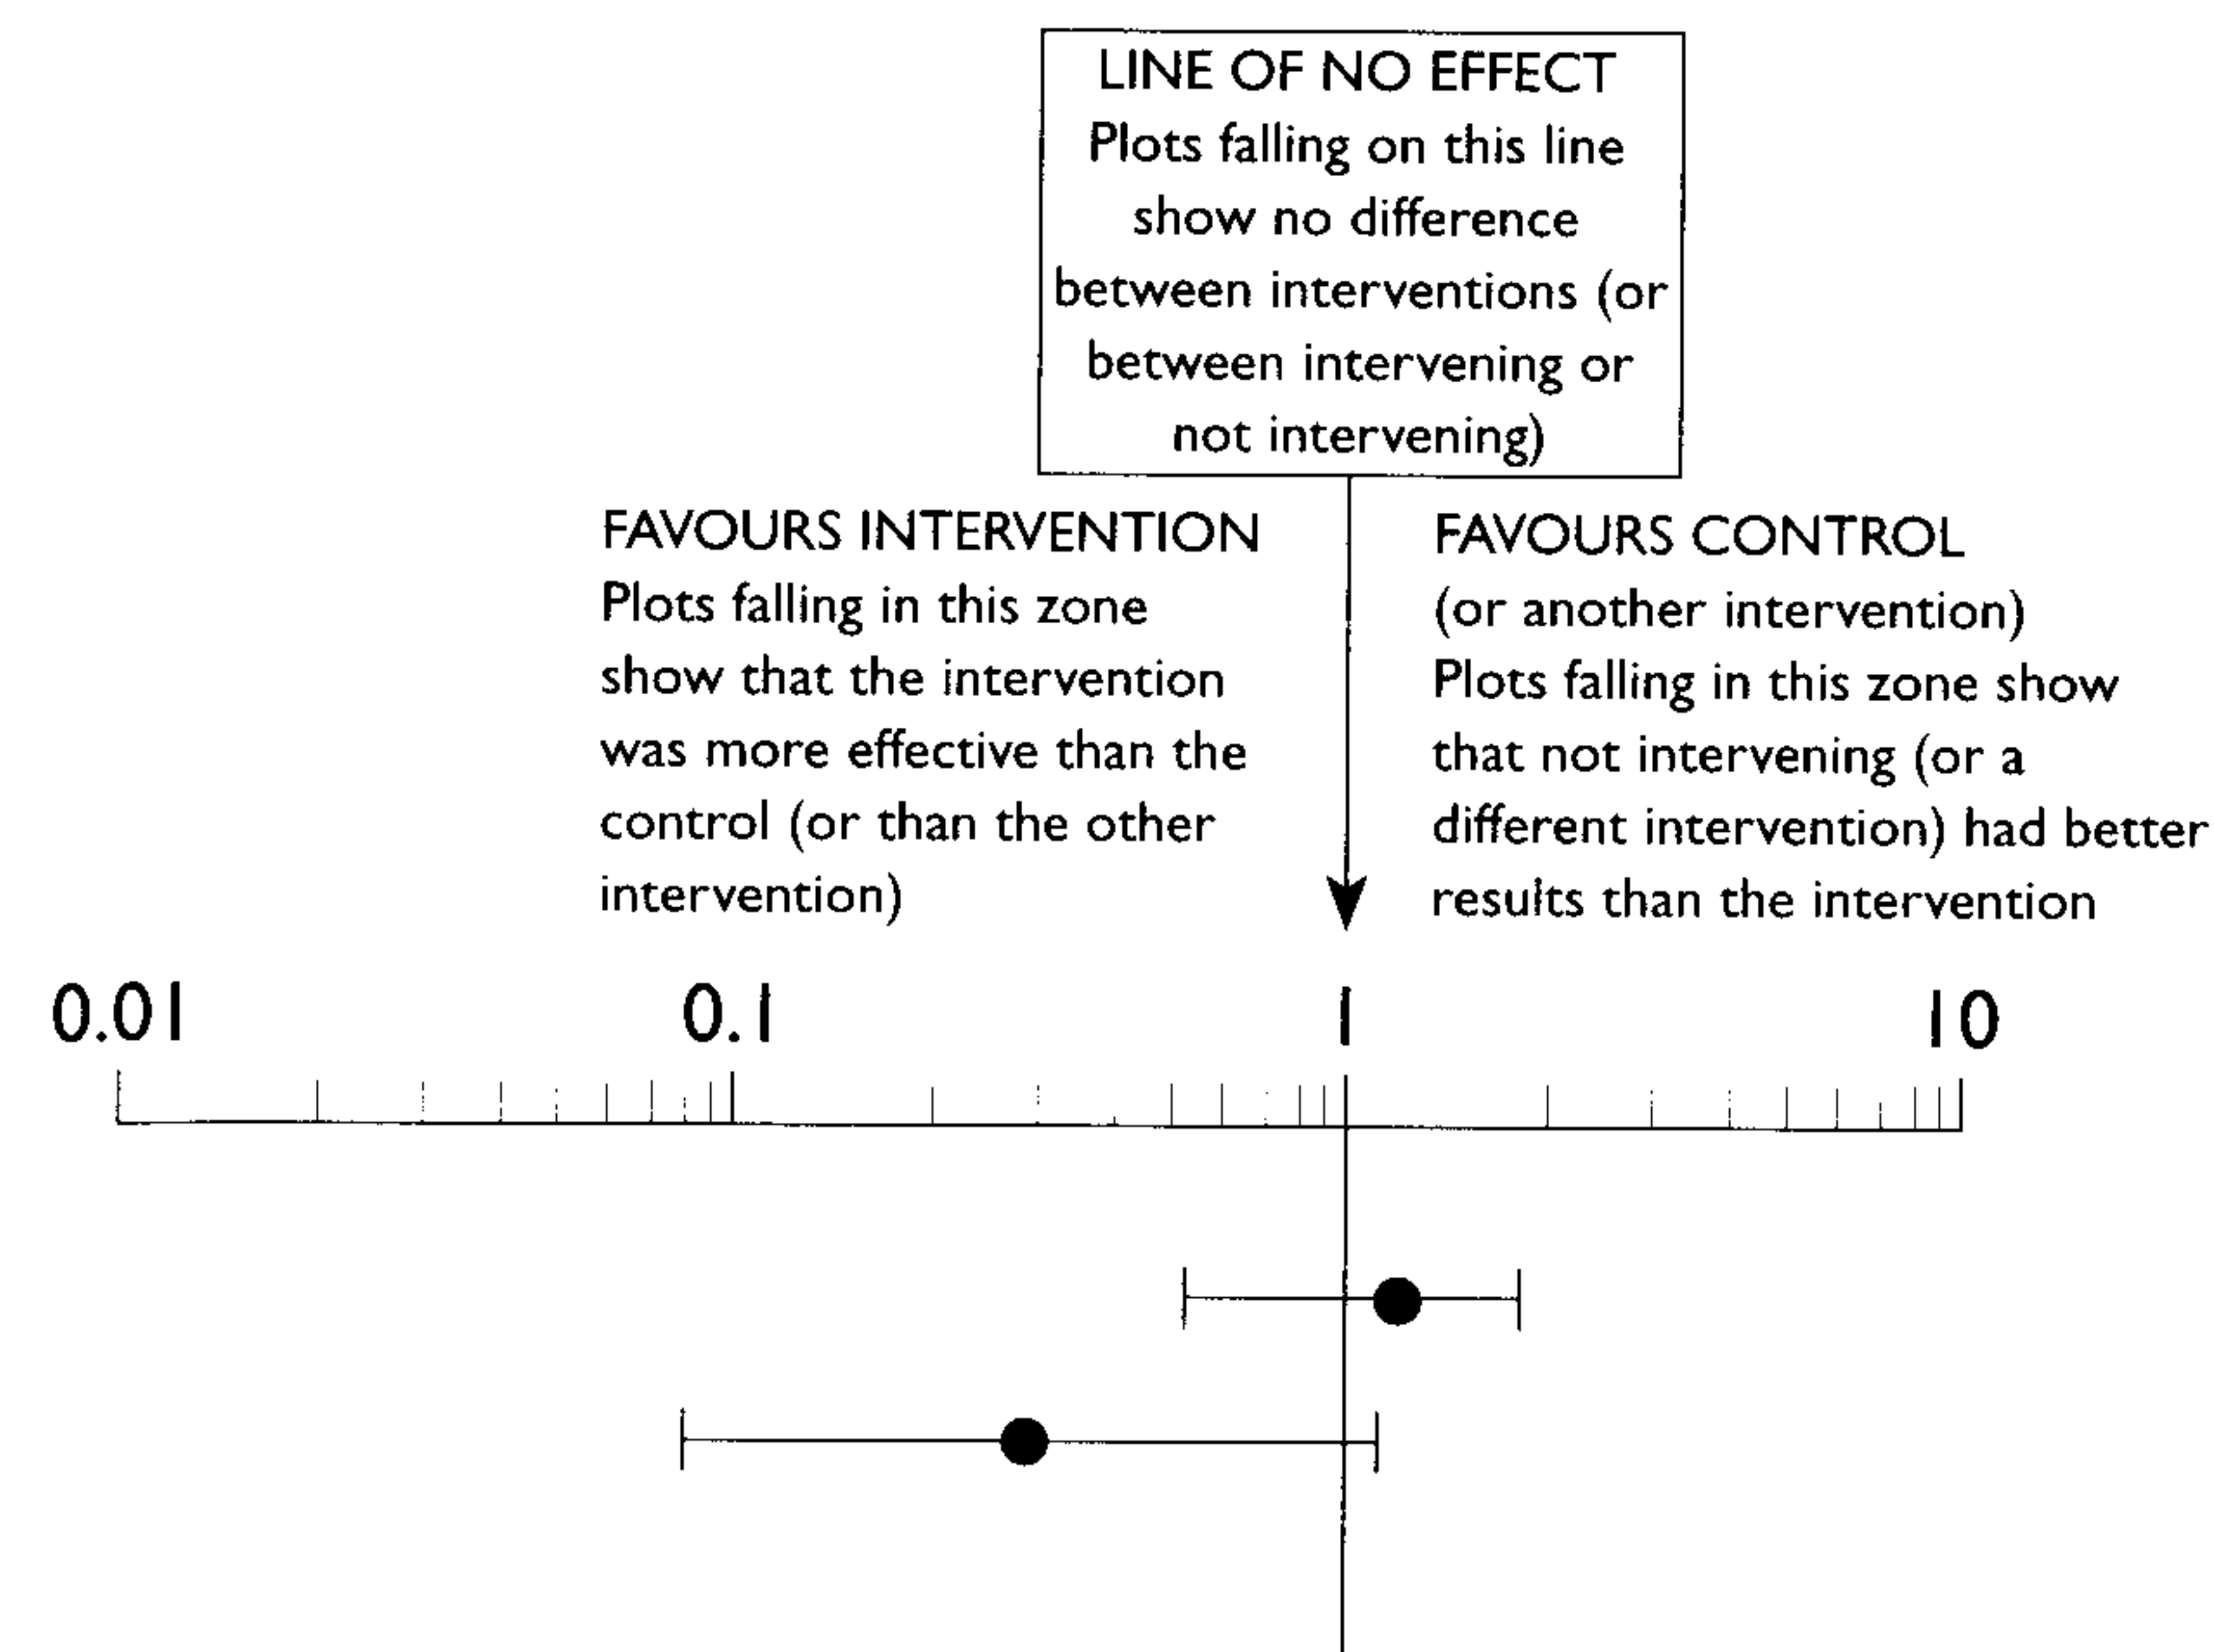 LINE OF NO EFFECT
Plots falling on this line
show no difference
between interventions (or
between intervening or
not intervening)
FAVOURS INTERVENTION
Plots falling in this zone
show that the intervention
was more effective than the
control (or than the other
intervention)
FAVOURS CONTROL
(or another intervention)
Plots falling in this zone show
that not intervening (or a
different intervention) had better
results than the intervention
0.01
0.1
1
10